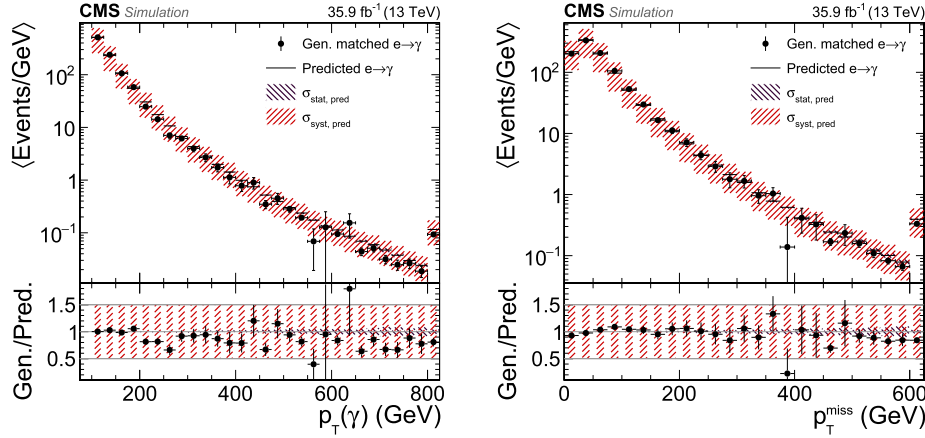 CMS Simulation 35.9 fb⁻¹ (13 TeV)
⟨Events/GeV⟩
10²
10
1
10⁻¹
Gen. matched e→γ
Predicted e→γ
σstat, pred
σsyst, pred
Gen./Pred.
1.5
1
0.5
200 400 600 800
pT(γ) (GeV)
CMS Simulation 35.9 fb⁻¹ (13 TeV)
⟨Events/GeV⟩
10²
10
1
10⁻¹
Gen. matched e→γ
Predicted e→γ
σstat, pred
σsyst, pred
Gen./Pred.
1.5
1
0.5
0 200 400 600
pTmiss (GeV)